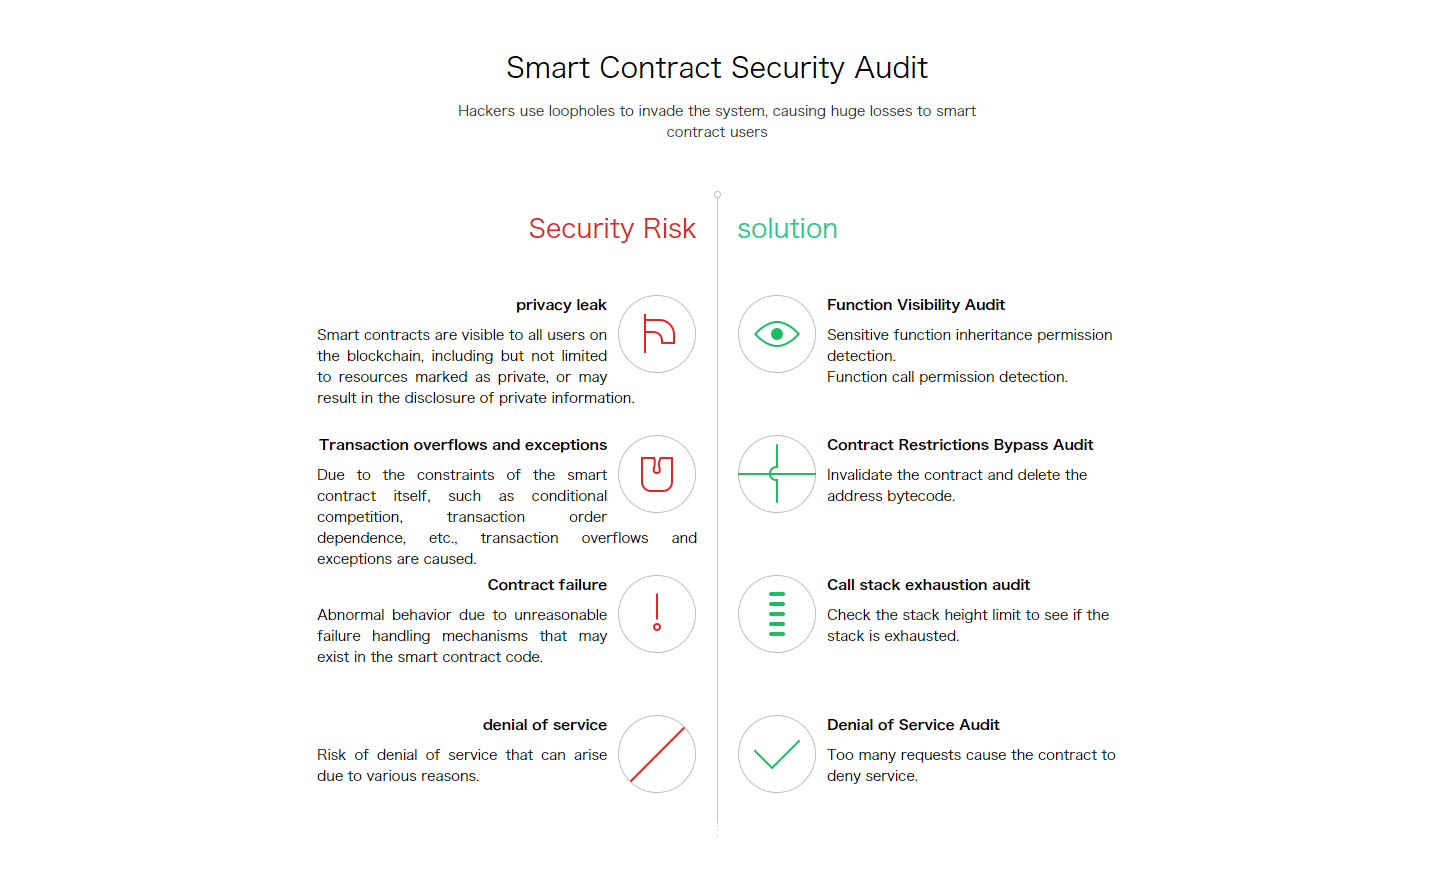 Smart Contract Security Audit
Hackers use loopholes to invade the system, causing huge losses to smart
contract users
Security Risk
solution
privacy leak
Smart contracts are visible to all users on
the blockchain, including but not limited
to resources marked as private, or may
result in the disclosure of private information.
Function Visibility Audit
Sensitive function inheritance permission
detection.
Function call permission detection.
Transaction overflows and exceptions
Due to the constraints of the smart
contract itself, such as conditional
competition, transaction order
dependence, etc., transaction overflows and
exceptions are caused.
Contract Restrictions Bypass Audit
Invalidate the contract and delete the
address bytecode.
Contract failure
Abnormal behavior due to unreasonable
failure handling mechanisms that may
exist in the smart contract code.
Call stack exhaustion audit
Check the stack height limit to see if the
stack is exhausted.
denial of service
Risk of denial of service that can arise
due to various reasons.
Denial of Service Audit
Too many requests cause the contract to
deny service.